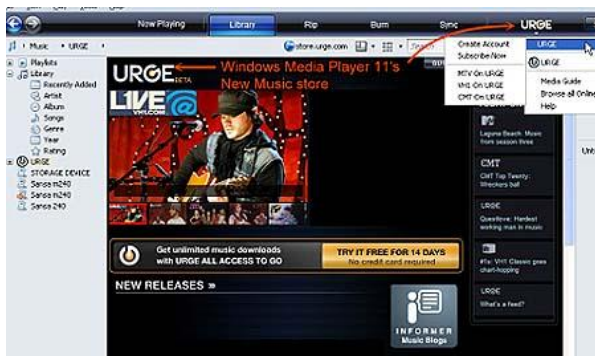 Now Playing Library Rip Burn Sync URGE
Music URGE store.urge.com Search
Create Account
Subscribe Now
MTV On URGE
VH1 On URGE
CMT On URGE
URGE
URGE
Media Guide
Browse all Online
Help
Playlists
Library
Recently Added
Artist
Album
Songs
Genre
Year
Rating
URGE
STORAGE DEVICE
Sansa m240
Sansa m240
Sansa 240
URGE
BETA
Windows Media Player 11's
New Music store
L1VE@
VH1.COM
Laguna Beach: Music
from season three
CMT
CMT Top Twenty:
Wreckers ball
URGE
Questlove: Hardest
working man in music
#1s: VH1 Classic goes
chart-hopping
URGE
What's a feed?
Get unlimited music downloads
with URGE ALL ACCESS TO GO
TRY IT FREE FOR 14 DAYS
No credit card required
NEW RELEASES »
INFORMER
Music Blogs